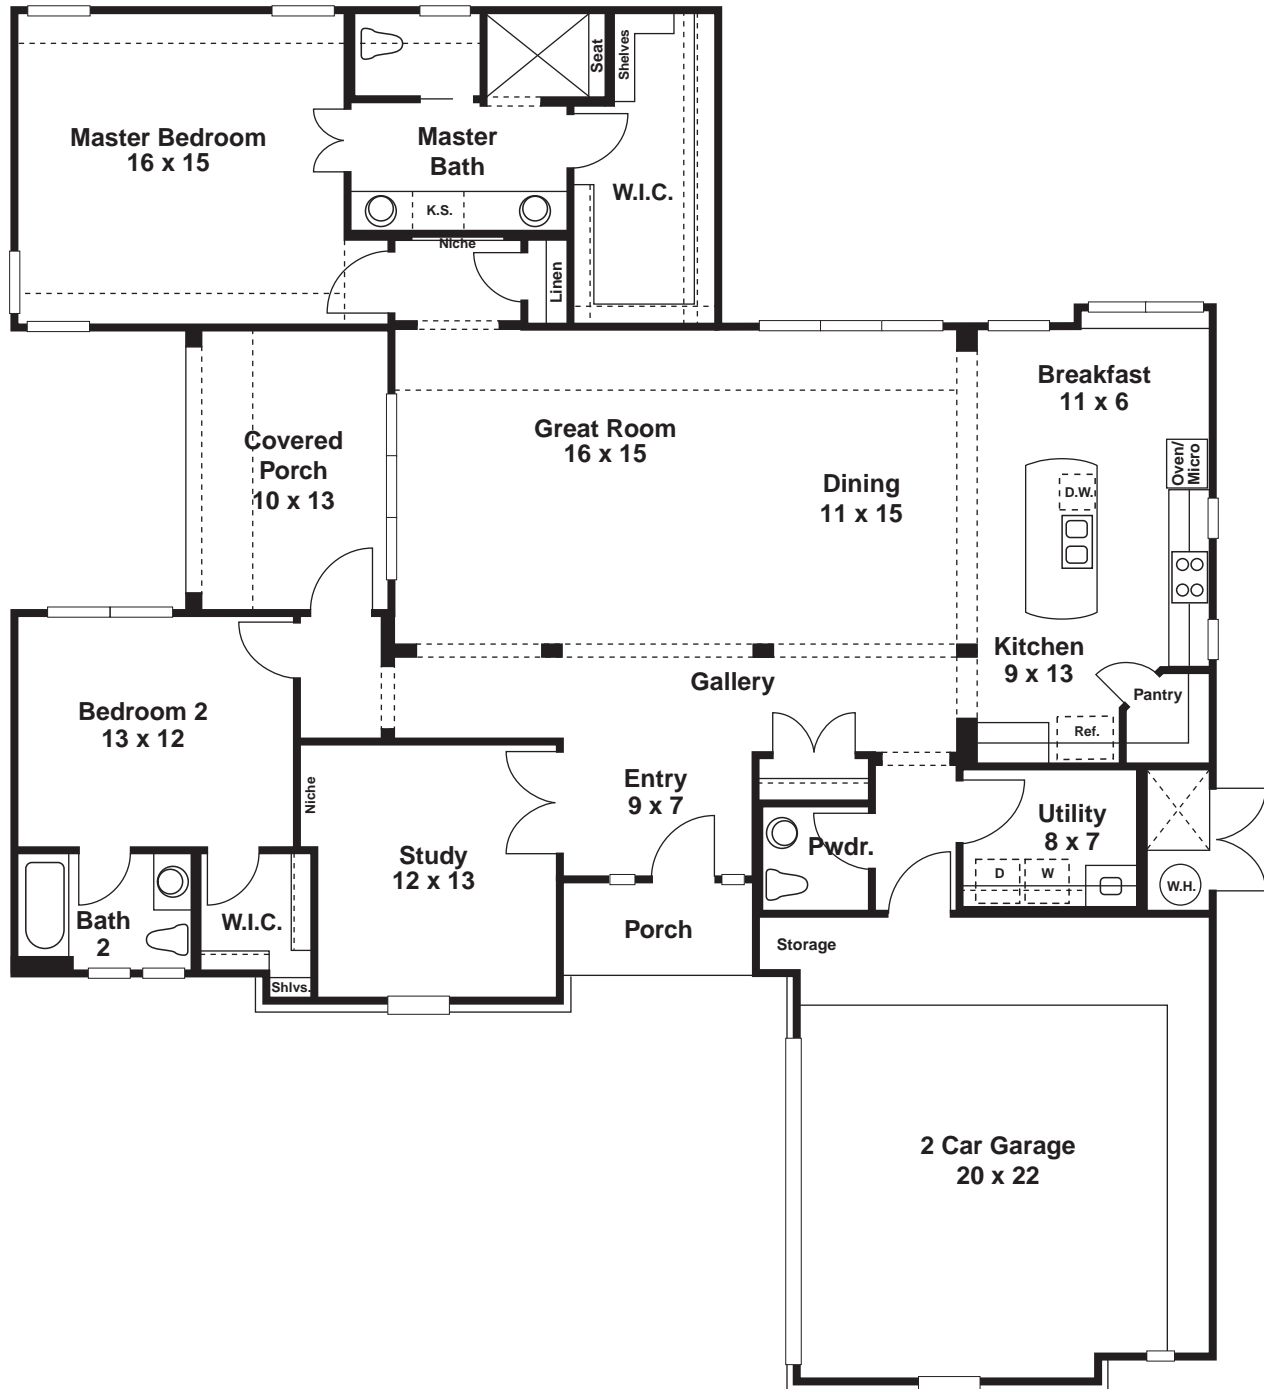 Master Bedroom
16 x 15
Master
Bath
Seat
Shelves
W.I.C.
K.S.
Niche
Linen
Covered
Porch
10 x 13
Great Room
16 x 15
Dining
11 x 15
Breakfast
11 x 6
Oven/
Micro
D.W.
Kitchen
9 x 13
Pantry
Ref.
Gallery
Bedroom 2
13 x 12
Niche
Entry
9 x 7
Study
12 x 13
Pwdr.
Utility
8 x 7
D
W
W.H.
Bath
2
W.I.C.
Shlvs.
Porch
Storage
2 Car Garage
20 x 22